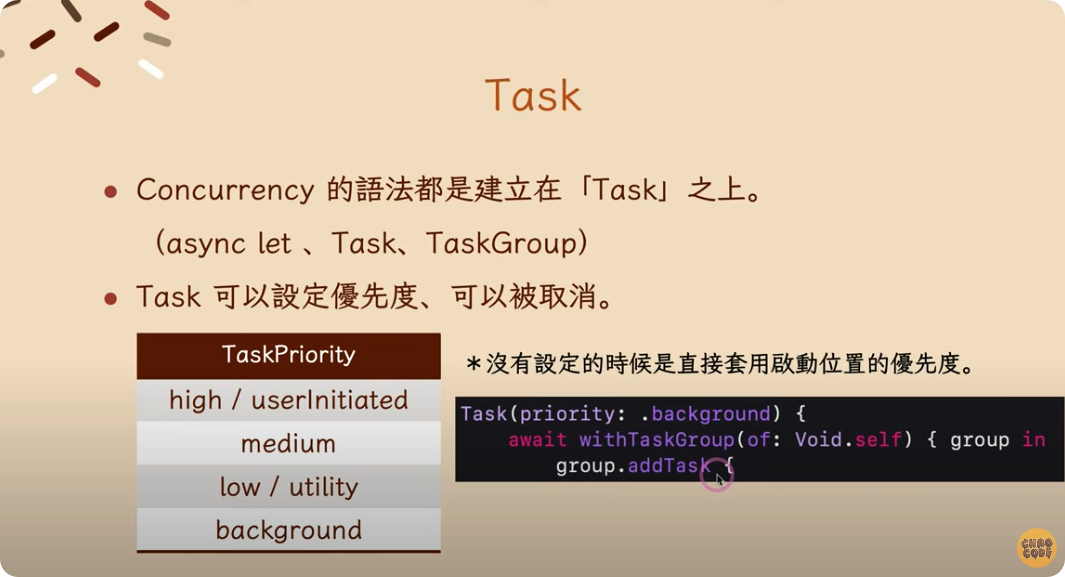 Task
• Concurrency 的語法都是建立在「Task」之上。
（async let 、Task、TaskGroup）
• Task 可以設定優先度、可以被取消。
TaskPriority
high / userInitiated
medium
low / utility
background
＊沒有設定的時候是直接套用啟動位置的優先度。
Task(priority: .background) {
await withTaskGroup(of: Void.self) { group in
group.addTask {
CHAO
CODE